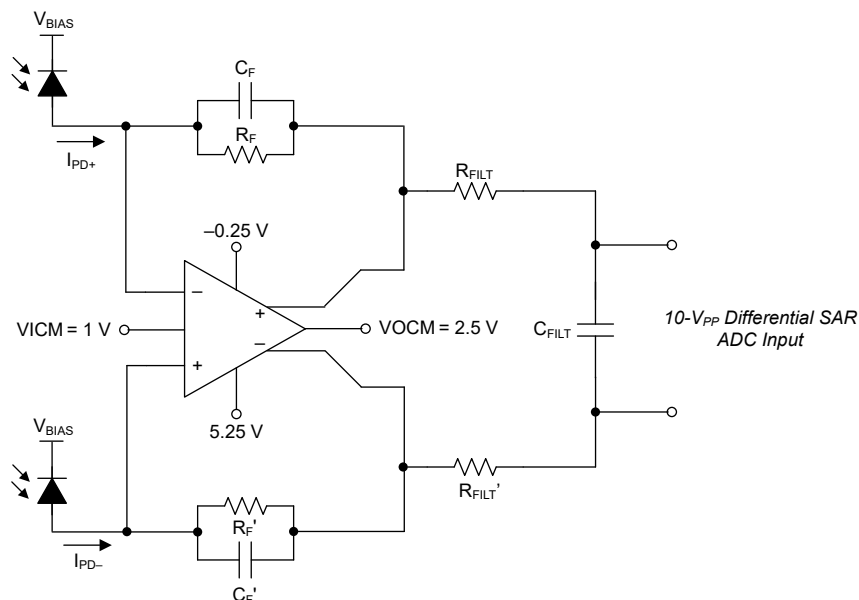 V_BIAS
C_F
R_F
I_PD+
R_FILT
–0.25 V
−
+
VICM = 1 V
VOCM = 2.5 V
C_FILT
10-V_PP Differential SAR
ADC Input
+
−
5.25 V
V_BIAS
R_FILT'
R_F'
I_PD–
C_F'